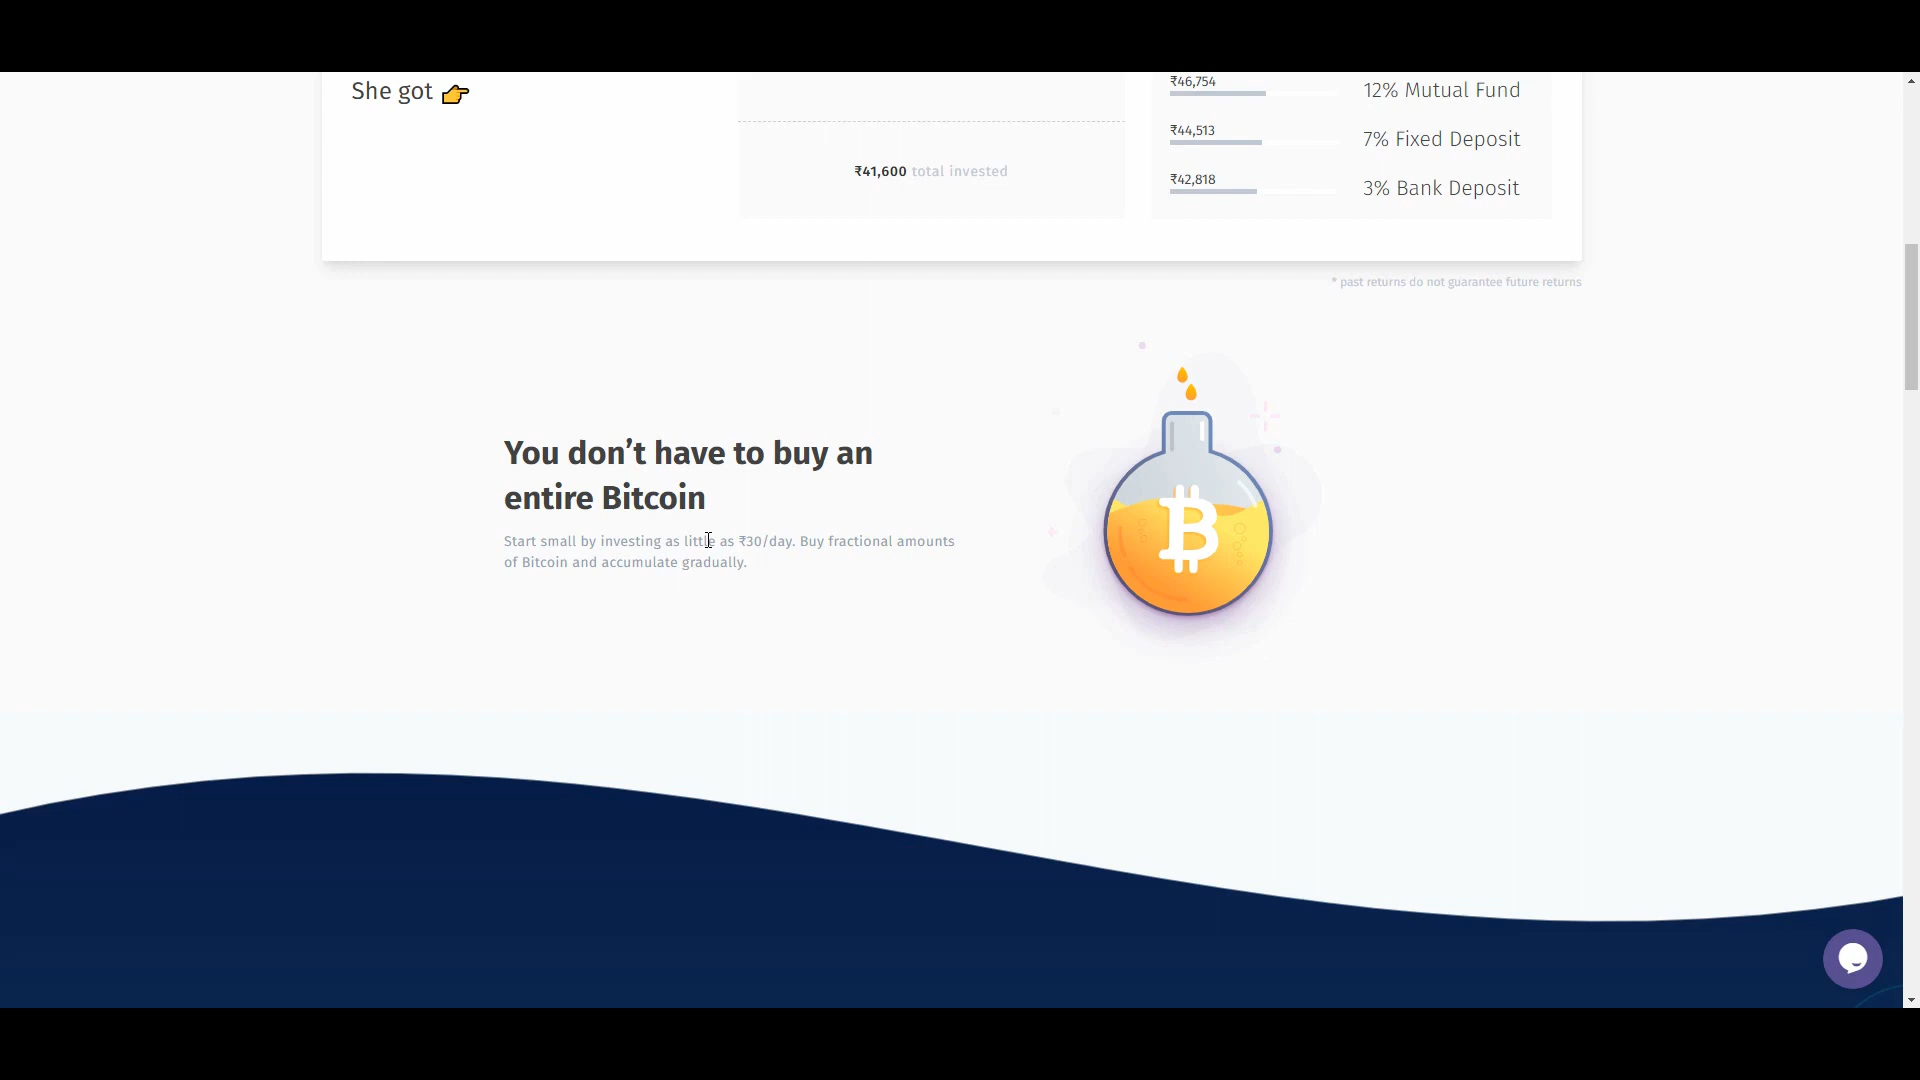 She got 👉
₹41,600 total invested
₹46,754
12% Mutual Fund
₹44,513
7% Fixed Deposit
₹42,818
3% Bank Deposit
* past returns do not guarantee future returns
You don’t have to buy an
entire Bitcoin
Start small by investing as little as ₹30/day. Buy fractional amounts
of Bitcoin and accumulate gradually.